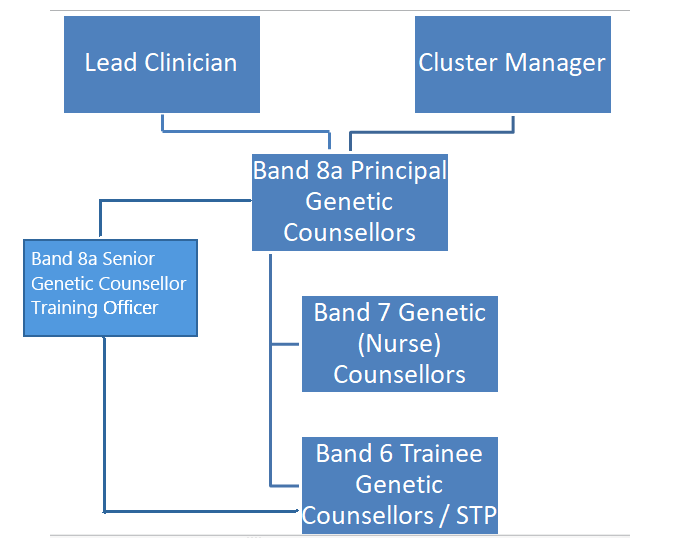 Lead Clinician
Cluster Manager
Band 8a Principal
Genetic
Counsellors
Band 8a Senior
Genetic Counsellor
Training Officer
Band 7 Genetic
(Nurse)
Counsellors
Band 6 Trainee
Genetic
Counsellors / STP